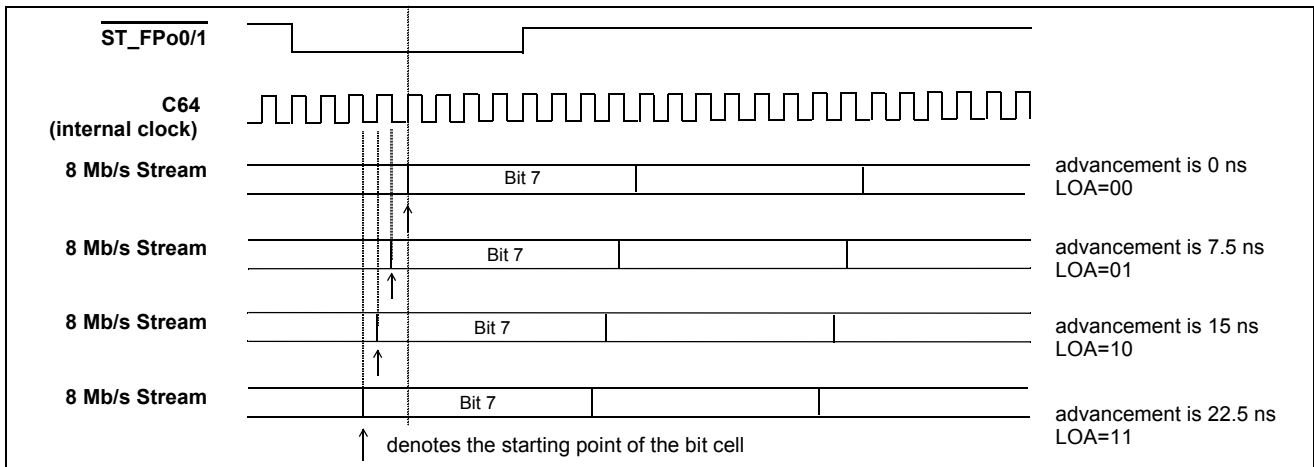 ST_FPo0/1
C64
(internal clock)
8 Mb/s Stream
Bit 7
advancement is 0 ns
LOA=00
8 Mb/s Stream
Bit 7
advancement is 7.5 ns
LOA=01
8 Mb/s Stream
Bit 7
advancement is 15 ns
LOA=10
8 Mb/s Stream
Bit 7
advancement is 22.5 ns
LOA=11
denotes the starting point of the bit cell